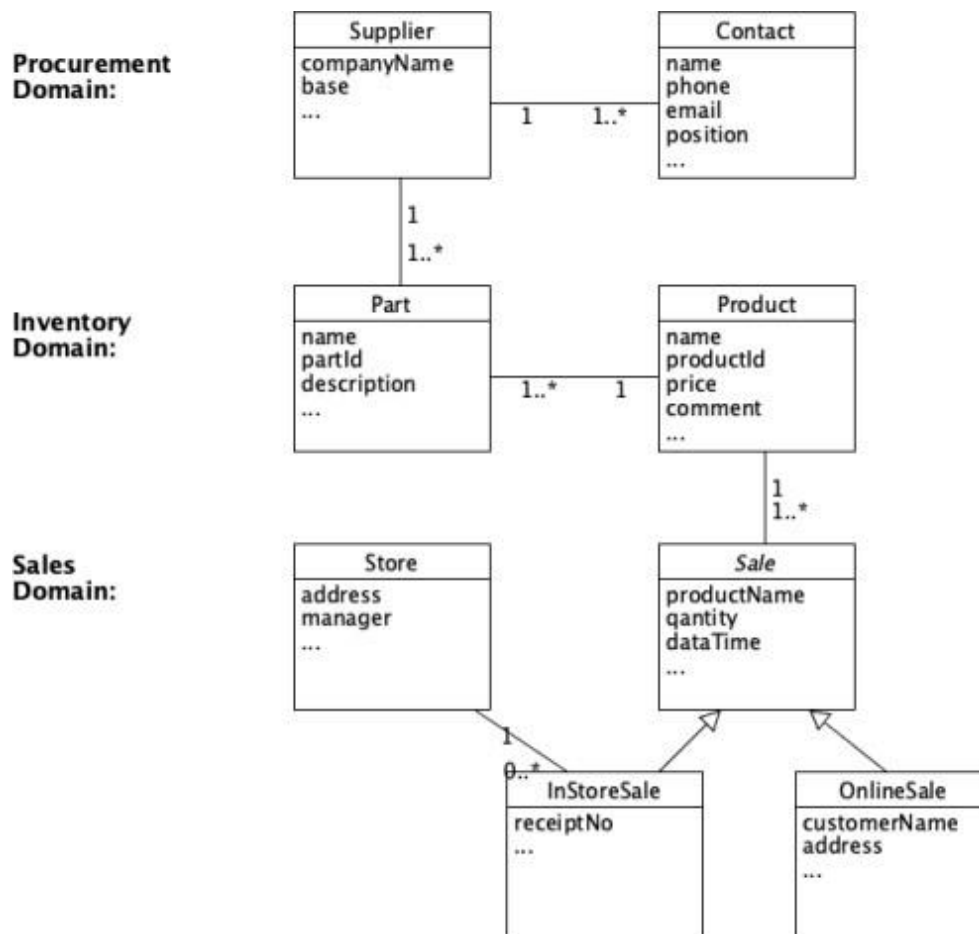 Procurement
Domain:
Supplier
companyName
base
...
Contact
name
phone
email
position
...
1
1..*
1
1..*
Inventory
Domain:
Part
name
partId
description
...
Product
name
productId
price
comment
...
1..*
1
1
1..*
Sales
Domain:
Store
address
manager
...
Sale
productName
qantity
dataTime
...
1
0..*
InStoreSale
receiptNo
...
OnlineSale
customerName
address
...